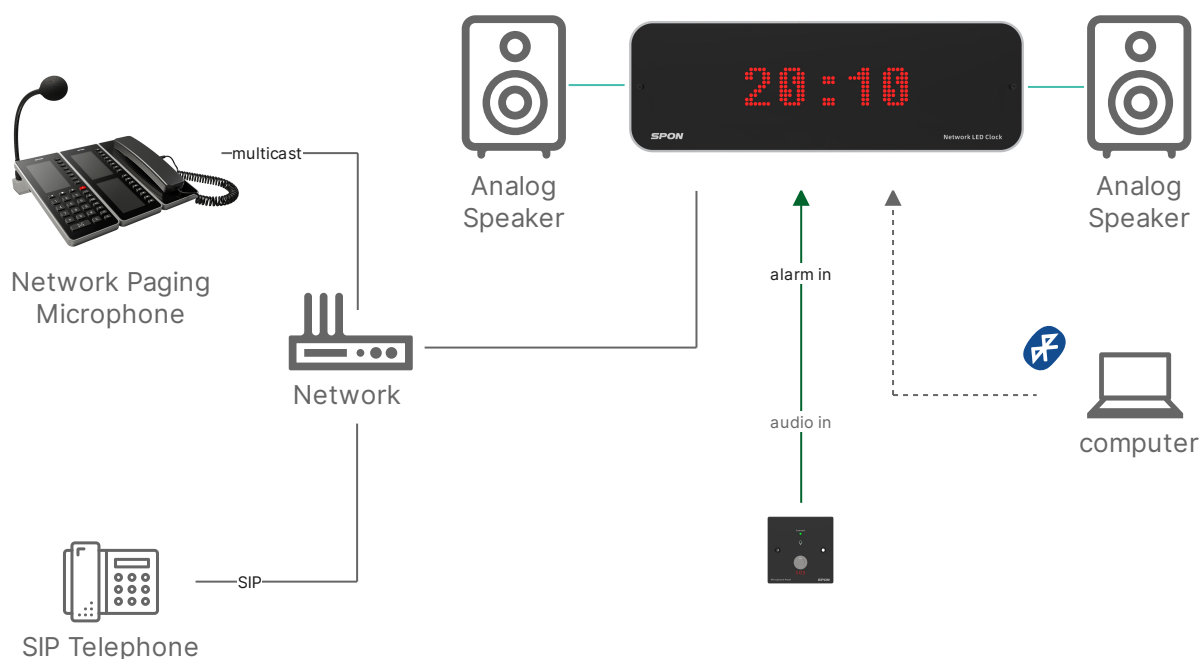 20:10
SPON
Network LED Clock
multicast
Analog
Speaker
Analog
Speaker
Network Paging
Microphone
alarm in
Network
audio in
computer
SIP
SPON
SIP Telephone